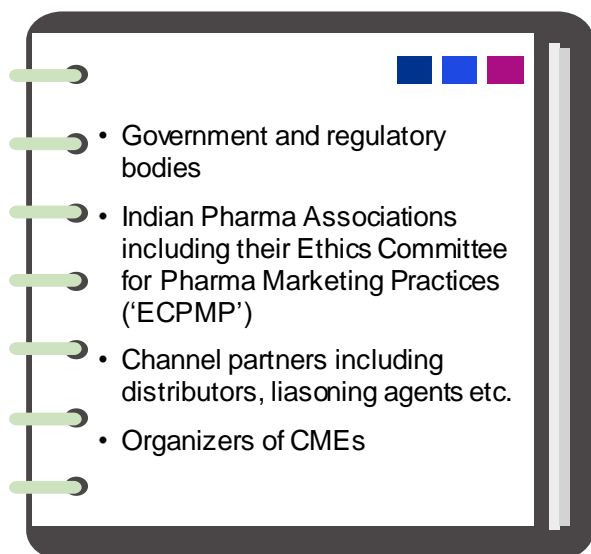 • Government and regulatory
bodies
• Indian Pharma Associations
including their Ethics Committee
for Pharma Marketing Practices
(‘ECPMP’)
• Channel partners including
distributors, liasoning agents etc.
• Organizers of CMEs